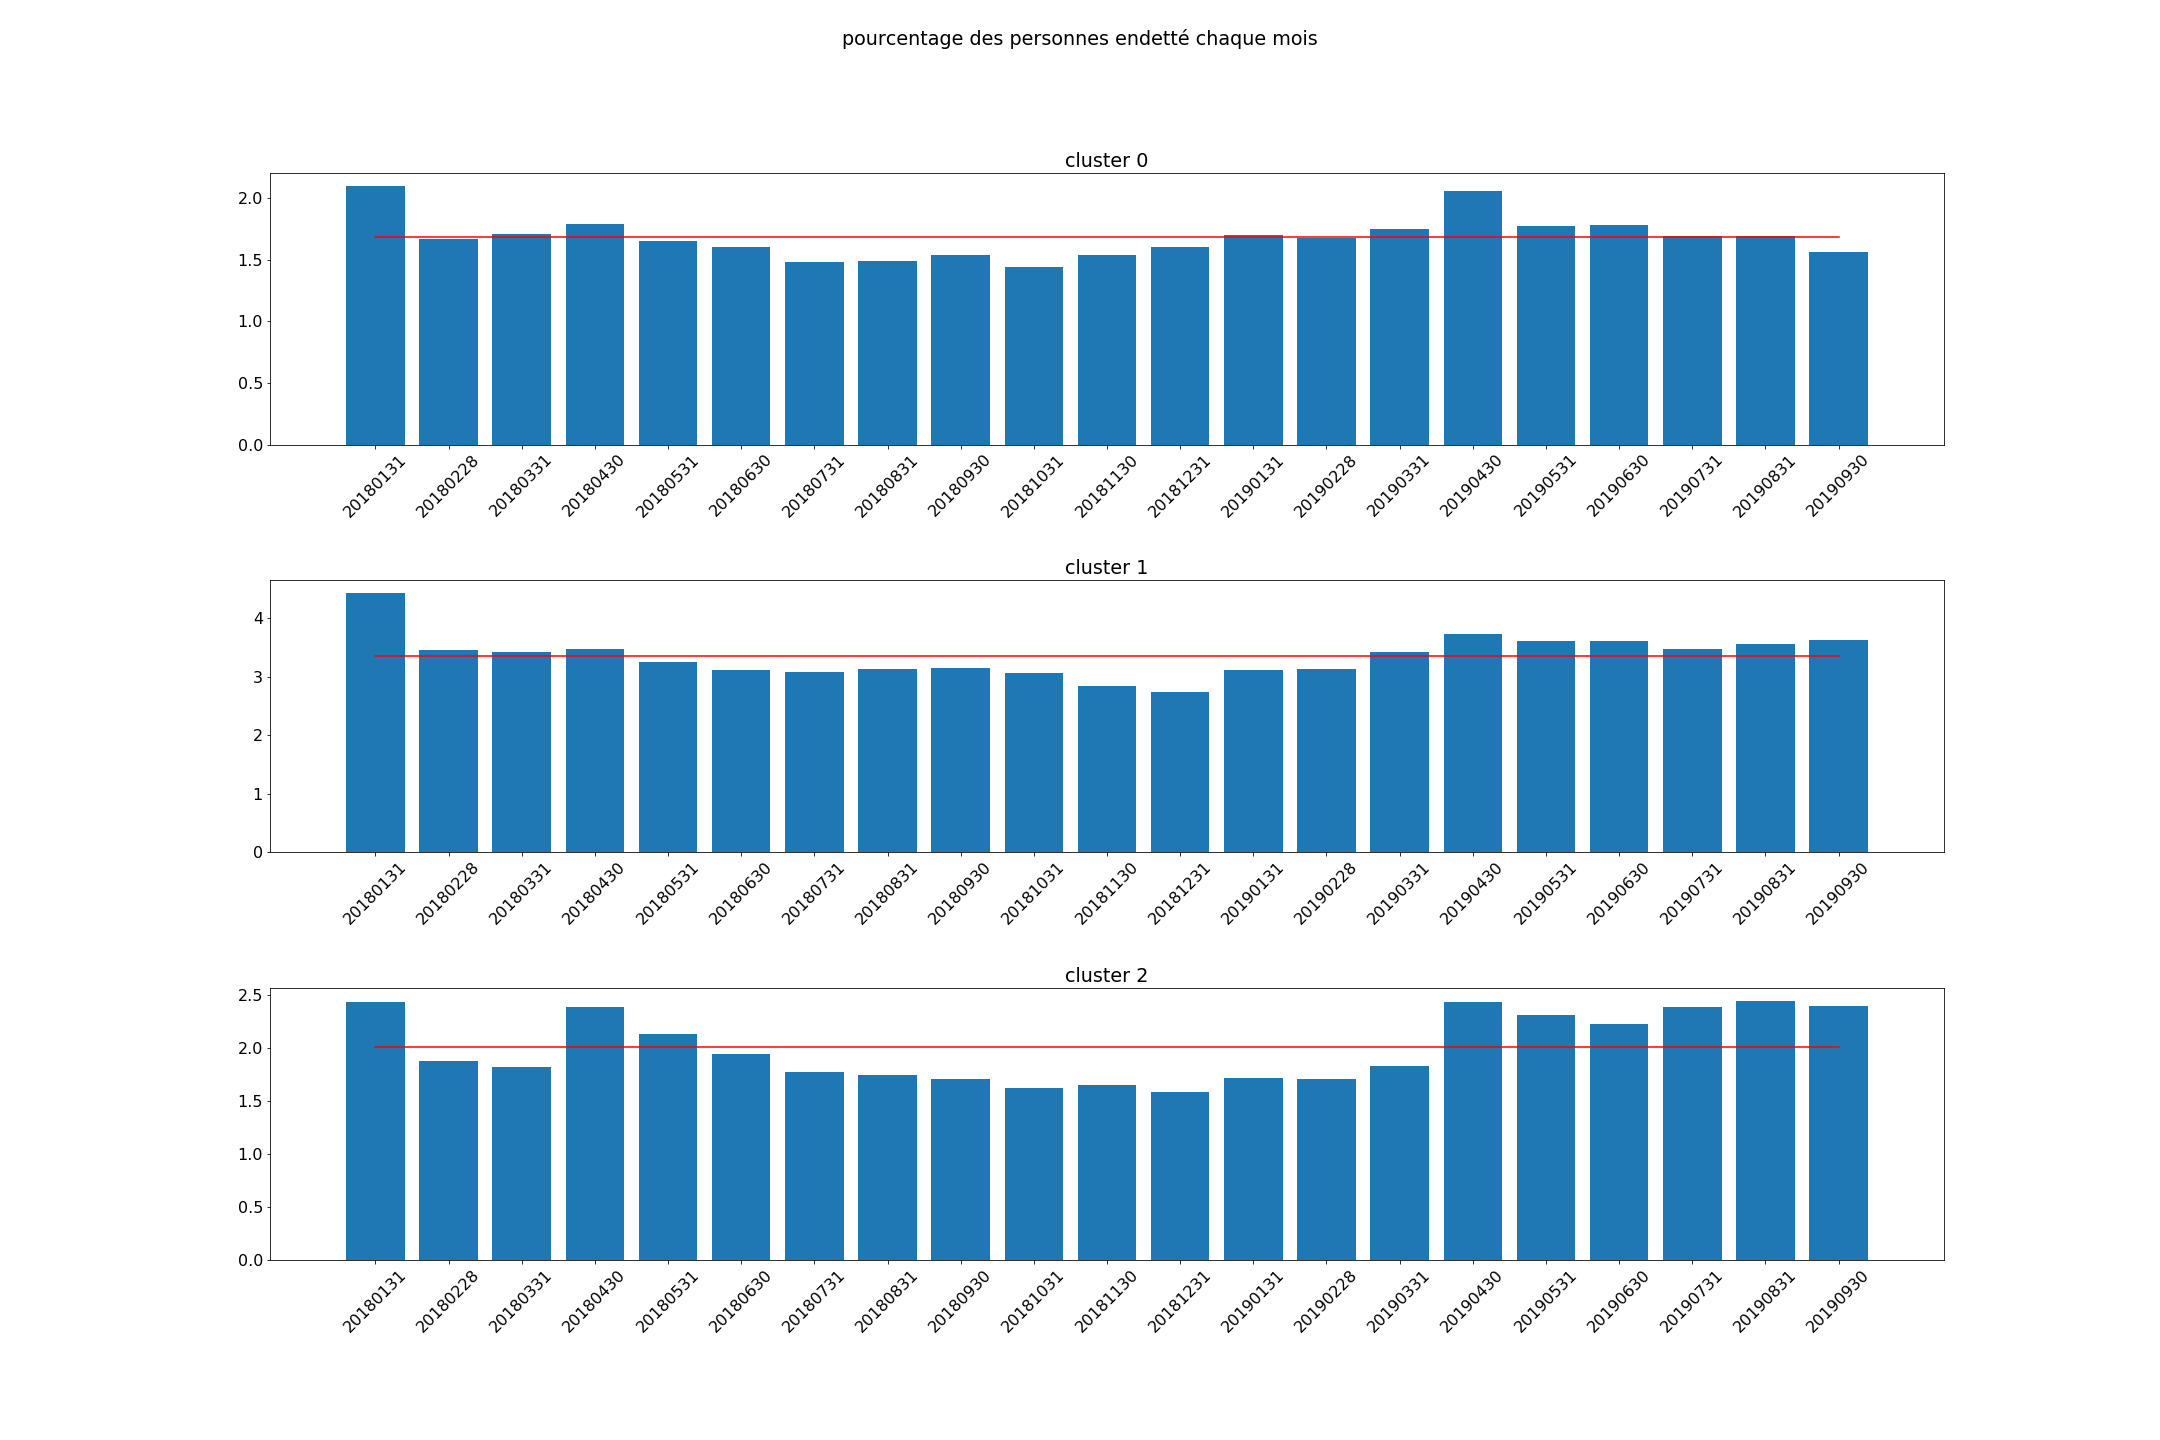 pourcentage des personnes endetté chaque mois
cluster 0
2.0
1.5
1.0
0.5
0.0
20180131 20180228 20180331 20180430 20180531 20180630 20180731 20180831 20180930 20181031 20181130 20181231 20190131 20190228 20190331 20190430 20190531 20190630 20190731 20190831 20190930
cluster 1
4
3
2
1
0
20180131 20180228 20180331 20180430 20180531 20180630 20180731 20180831 20180930 20181031 20181130 20181231 20190131 20190228 20190331 20190430 20190531 20190630 20190731 20190831 20190930
cluster 2
2.5
2.0
1.5
1.0
0.5
0.0
20180131 20180228 20180331 20180430 20180531 20180630 20180731 20180831 20180930 20181031 20181130 20181231 20190131 20190228 20190331 20190430 20190531 20190630 20190731 20190831 20190930